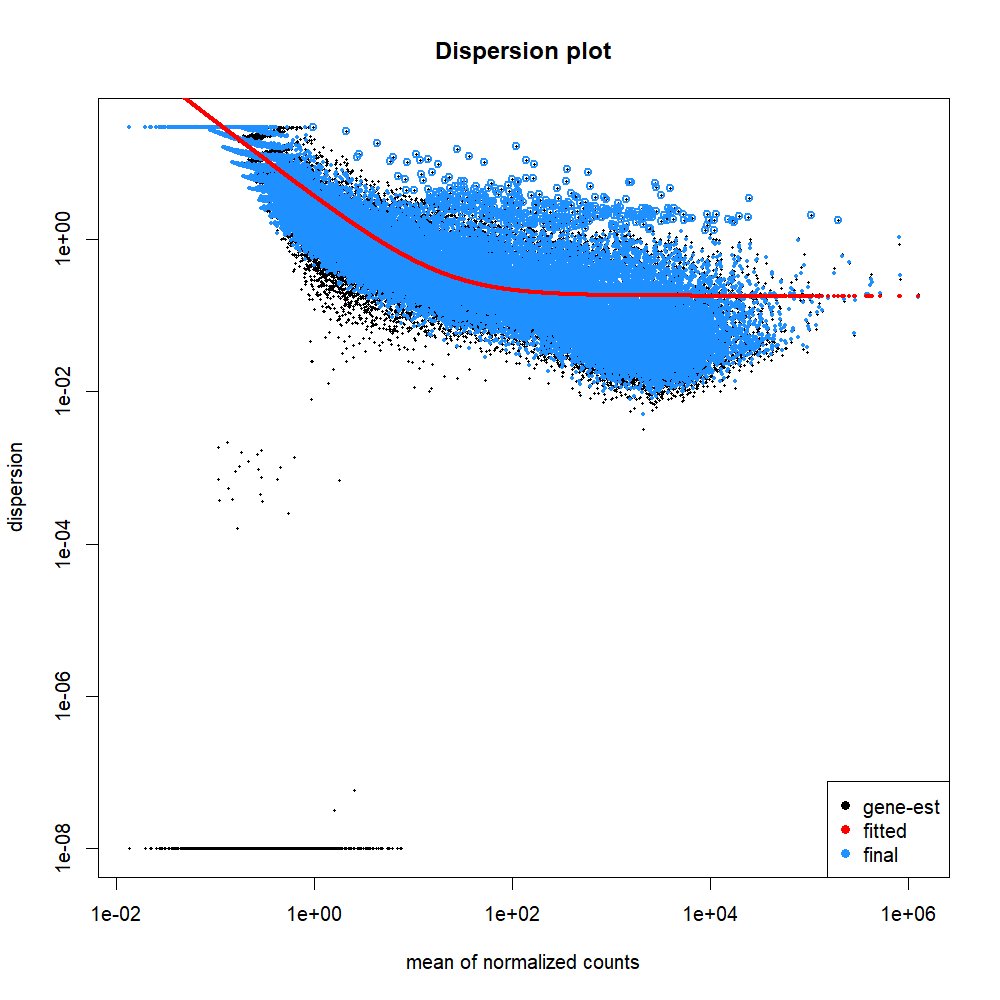 Dispersion plot
1e+00
1e-02
1e-04
1e-06
1e-08
dispersion
1e-02 1e+00 1e+02 1e+04 1e+06
mean of normalized counts
gene-est
fitted
final